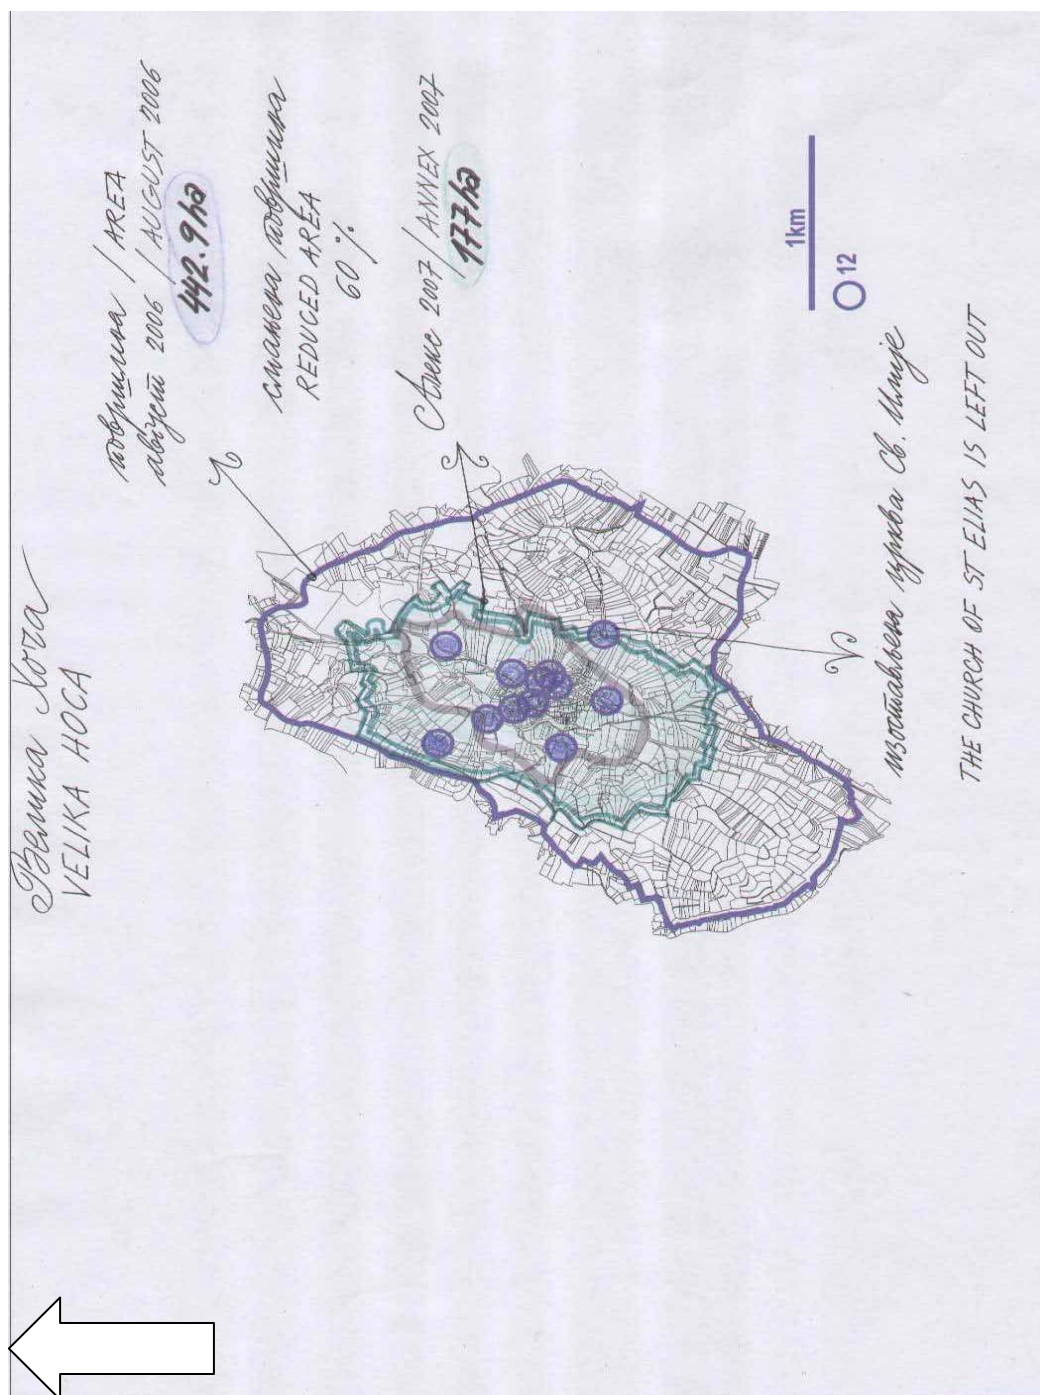 Велика Хоча
VELIKA HOCA
површина / AREA
август 2006 / AUGUST 2006
442.9ha
смањена површина
REDUCED AREA
60 %
Анекс 2007 / ANNEX 2007
177ha
1km
12
изостављена црква Св. Илије
THE CHURCH OF ST ELIAS IS LEFT OUT